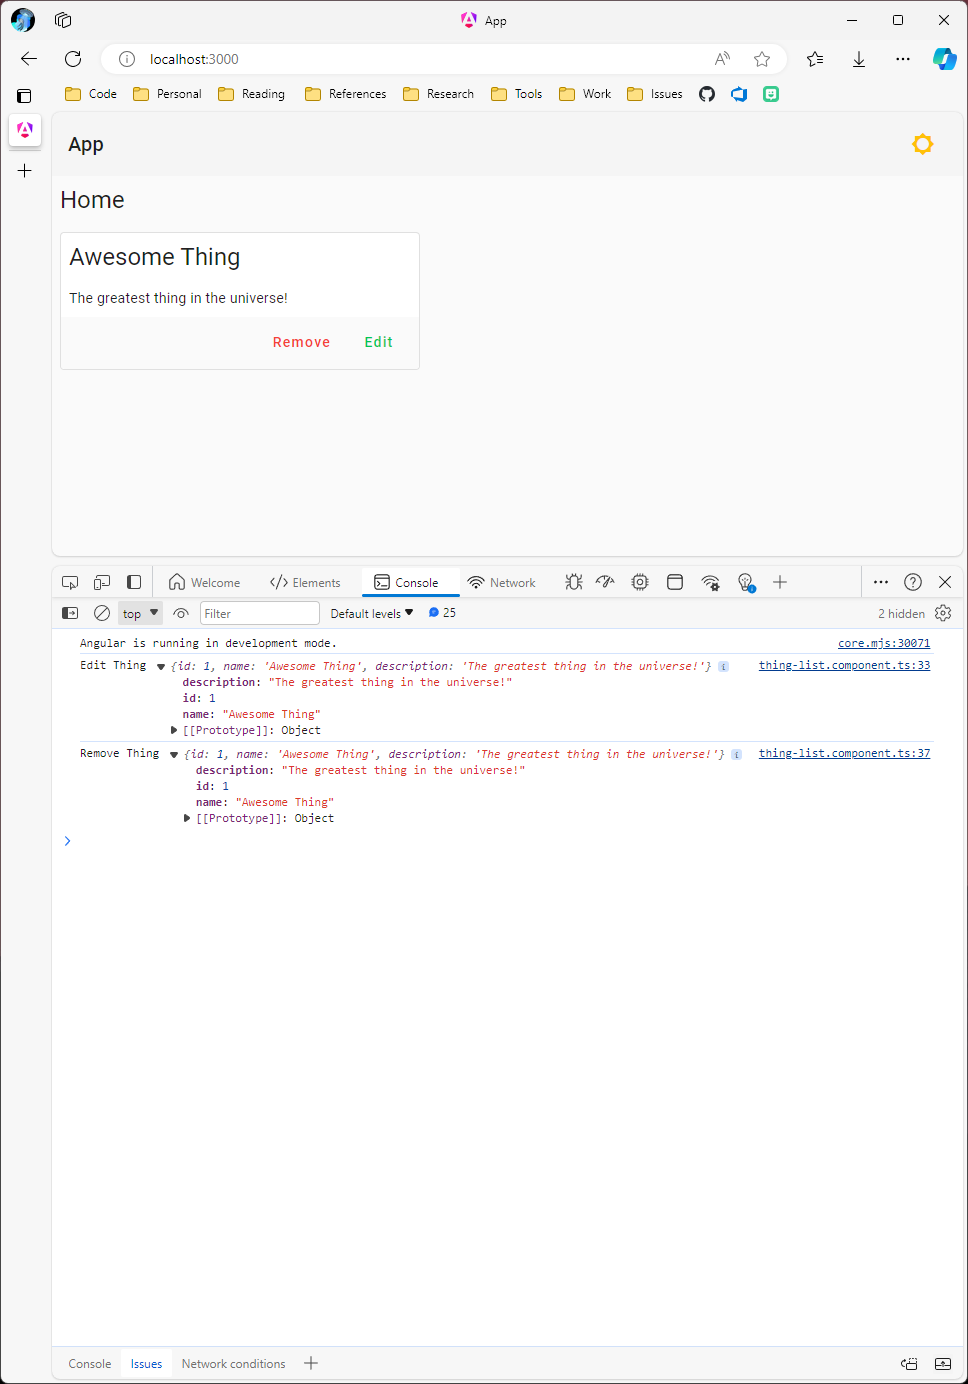 App
localhost:3000
Code Personal Reading References Research Tools Work Issues
App
Home
Awesome Thing
The greatest thing in the universe!
Remove Edit
Welcome Elements Console Network
top Filter Default levels 25 2 hidden
Angular is running in development mode. core.mjs:30071
Edit Thing {id: 1, name: 'Awesome Thing', description: 'The greatest thing in the universe!'} thing-list.component.ts:33
description: "The greatest thing in the universe!"
id: 1
name: "Awesome Thing"
[[Prototype]]: Object
Remove Thing {id: 1, name: 'Awesome Thing', description: 'The greatest thing in the universe!'} thing-list.component.ts:37
description: "The greatest thing in the universe!"
id: 1
name: "Awesome Thing"
[[Prototype]]: Object
Console Issues Network conditions